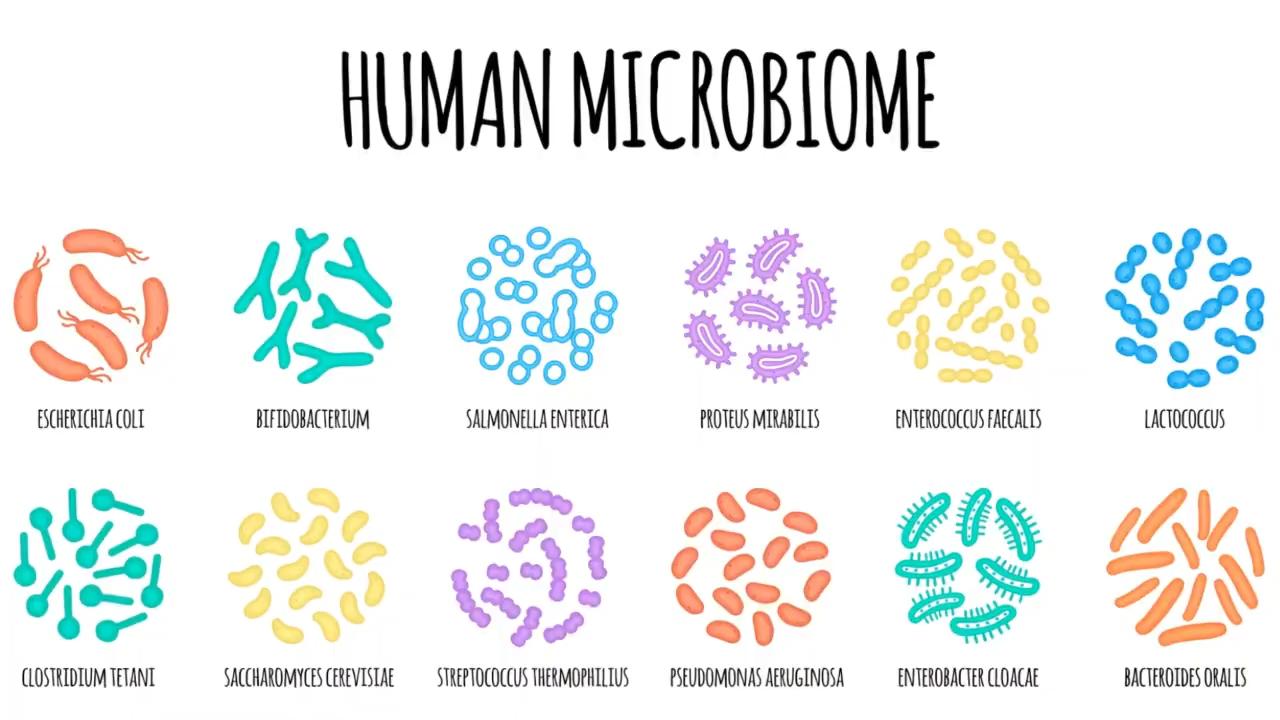 HUMAN MICROBIOME
ESCHERICHIA COLI
BIFIDOBACTERIUM
SALMONELLA ENTERICA
PROTEUS MIRABILIS
ENTEROCOCCUS FAECALIS
LACTOCOCCUS
CLOSTRIDIUM TETANI
SACCHAROMYCES CEREVISIAE
STREPTOCOCCUS THERMOPHILIUS
PSEUDOMONAS AERUGINOSA
ENTEROBACTER CLOACAE
BACTEROIDES ORALIS